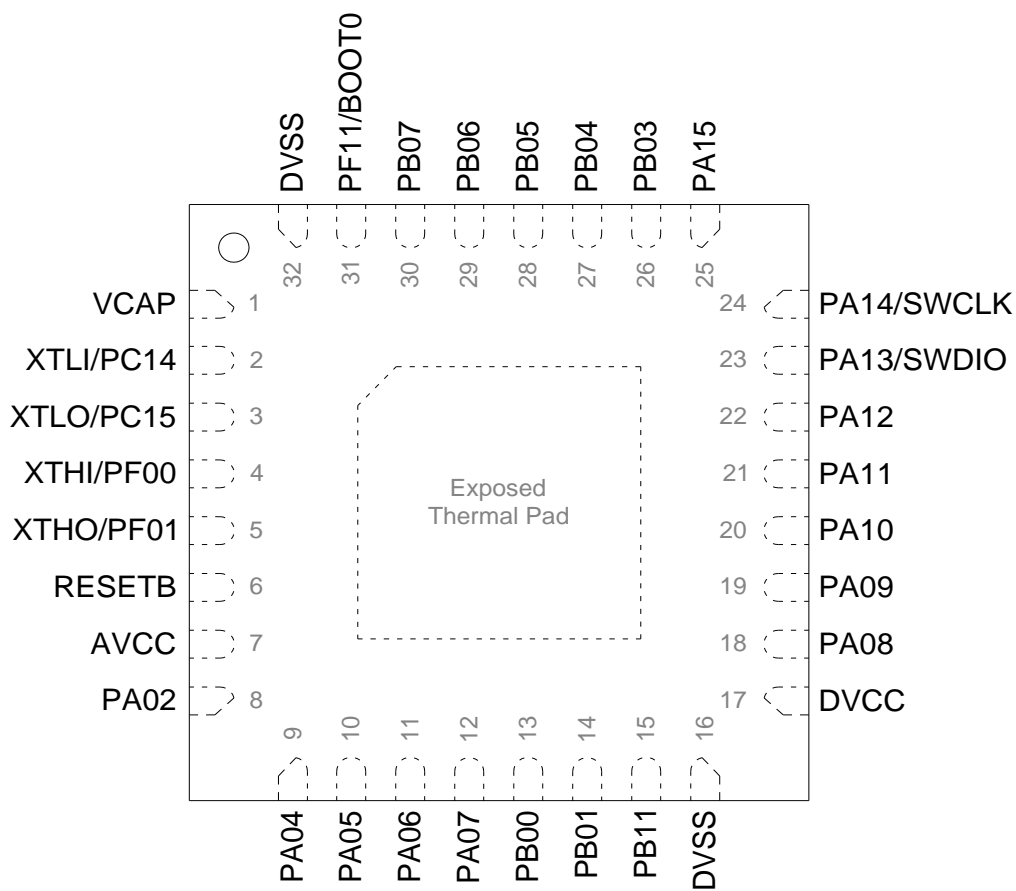 DVSS
PF11/BOOT0
PB07
PB06
PB05
PB04
PB03
PA15
32
31
30
29
28
27
26
25
VCAP 1
XTLI/PC14 2
XTLO/PC15 3
XTHI/PF00 4
XTHO/PF01 5
RESETB 6
AVCC 7
PA02 8
Exposed
Thermal Pad
24 PA14/SWCLK
23 PA13/SWDIO
22 PA12
21 PA11
20 PA10
19 PA09
18 PA08
17 DVCC
9
10
11
12
13
14
15
16
PA04
PA05
PA06
PA07
PB00
PB01
PB11
DVSS